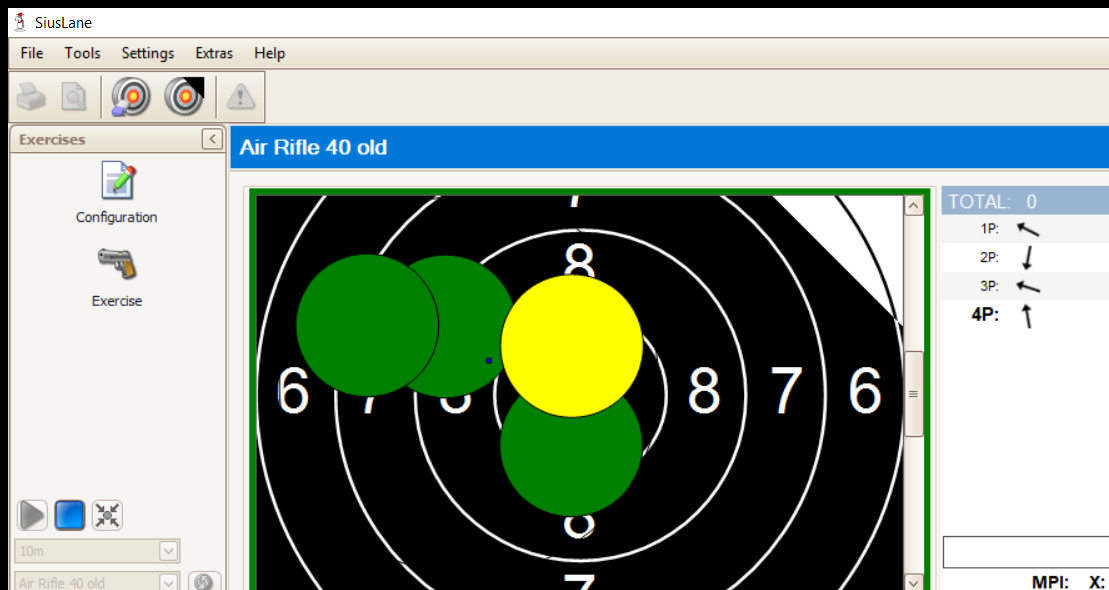 SiusLane
File Tools Settings Extras Help
Exercises
Air Rifle 40 old
Configuration
Exercise
10m
Air Rifle 40 old
7
8
6 7 8 8 7 6
8
7
TOTAL: 0
1P:
2P:
3P:
4P:
MPI: X: